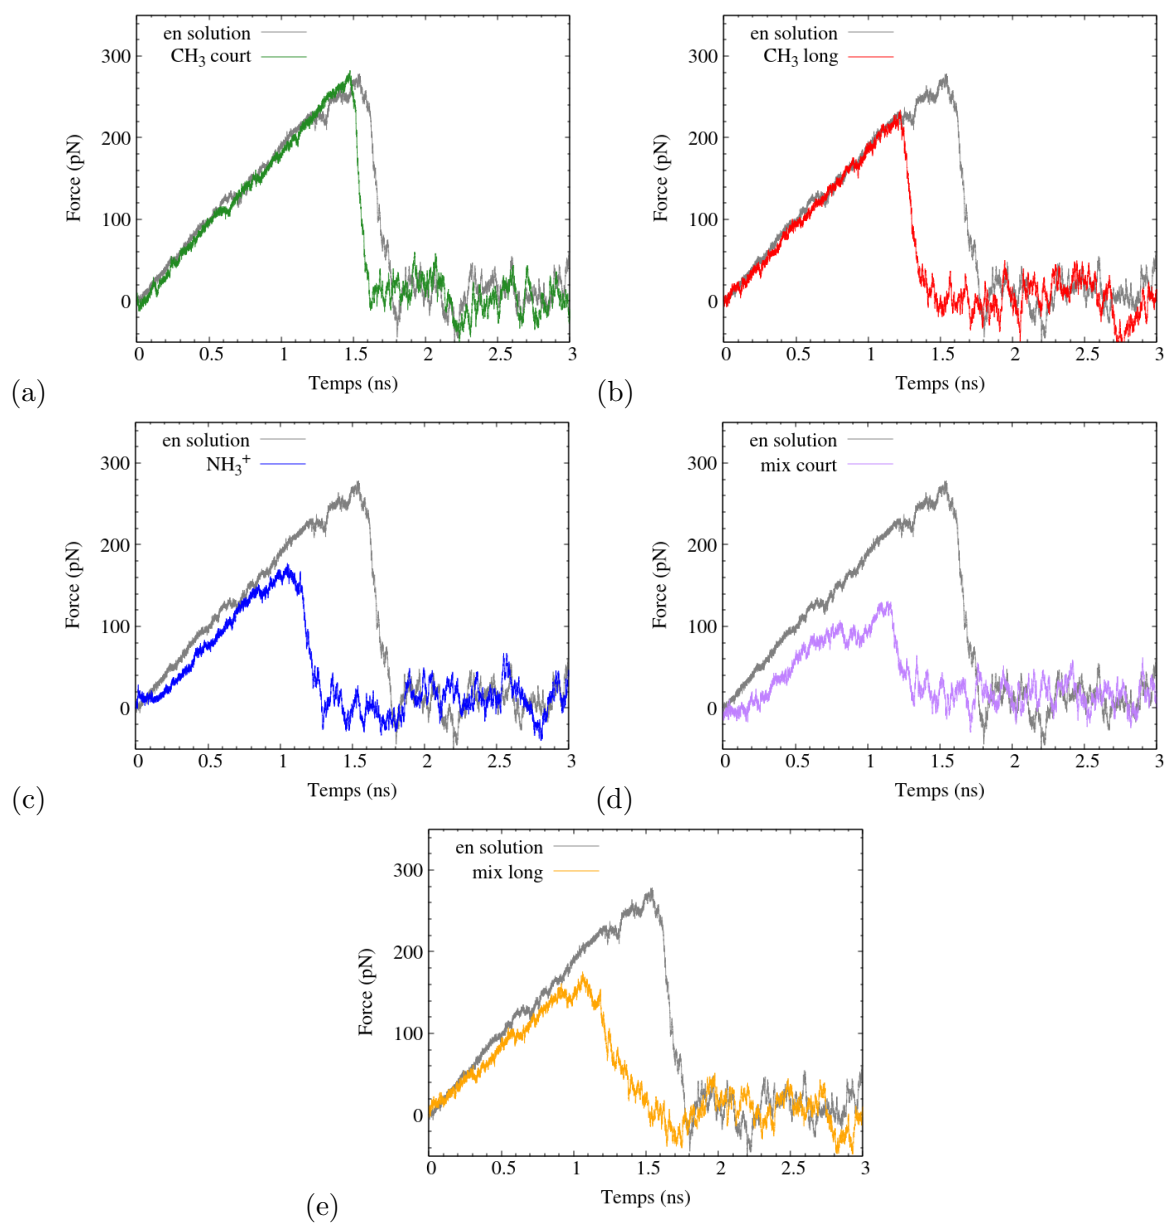 en solution
CH₃ court
Force (pN)
300
200
100
0
0 0.5 1 1.5 2 2.5 3
Temps (ns)
(a)
en solution
CH₃ long
Force (pN)
300
200
100
0
0 0.5 1 1.5 2 2.5 3
Temps (ns)
(b)
en solution
NH₃⁺
Force (pN)
300
200
100
0
0 0.5 1 1.5 2 2.5 3
Temps (ns)
(c)
en solution
mix court
Force (pN)
300
200
100
0
0 0.5 1 1.5 2 2.5 3
Temps (ns)
(d)
en solution
mix long
Force (pN)
300
200
100
0
0 0.5 1 1.5 2 2.5 3
Temps (ns)
(e)